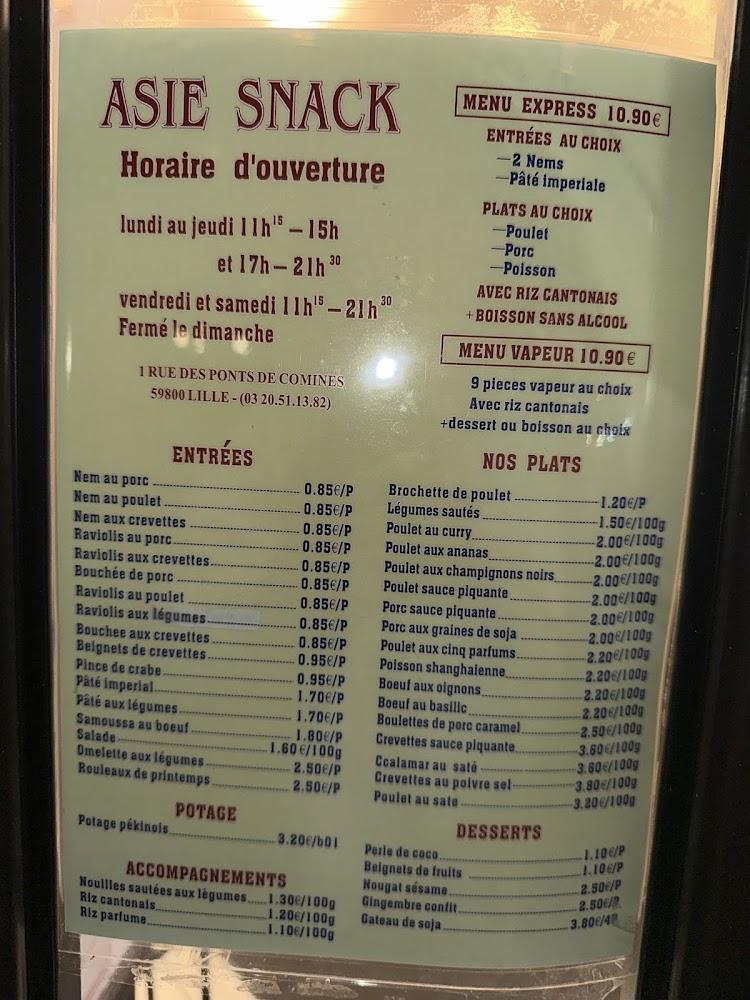 ASIE SNACK
Horaire d'ouverture
lundi au jeudi 11h15 – 15h
et 17h – 21h30
vendredi et samedi 11h15 – 21h30
Fermé le dimanche
1 RUE DES PONTS DE COMINES
59800 LILLE - (03 20.51.13.82)
MENU EXPRESS 10.90€
ENTRÉES AU CHOIX
—2 Nems
—Pâté imperiale
PLATS AU CHOIX
—Poulet
—Porc
—Poisson
AVEC RIZ CANTONAIS
+BOISSON SANS ALCOOL
MENU VAPEUR 10.90€
9 pieces vapeur au choix
Avec riz cantonais
+dessert ou boisson au choix
ENTRÉES
Nem au porc 0.85€/P
Nem au poulet 0.85€/P
Nem aux crevettes 0.85€/P
Raviolis au porc 0.85€/P
Raviolis aux crevettes 0.85€/P
Bouchée de porc 0.85€/P
Raviolis au poulet 0.85€/P
Raviolis aux légumes 0.85€/P
Bouchee aux crevettes 0.85€/P
Beignets de crevettes 0.95€/P
Pince de crabe 0.95€/P
Pâté imperial 1.70€/P
Pâté aux légumes 1.70€/P
Samoussa au boeuf 1.80€/P
Salade 1.60€/100g
Omelette aux légumes 2.50€/P
Rouleaux de printemps 2.50€/P
POTAGE
Potage pékinois 3.20€/b01
ACCOMPAGNEMENTS
Nouilles sautées aux légumes 1.30€/100g
Riz cantonais 1.20€/100g
Riz parfume 1.10€/100g
NOS PLATS
Brochette de poulet 1.20€/P
Légumes sautés 1.50€/100g
Poulet au curry 2.00€/100g
Poulet aux ananas 2.00€/100g
Poulet aux champignons noirs 2.00€/100g
Poulet sauce piquante 2.00€/100g
Porc sauce piquante 2.00€/100g
Porc aux graines de soja 2.00€/100g
Poulet aux cinq parfums 2.20€/100g
Poisson shanghaienne 2.20€/100g
Boeuf aux oignons 2.20€/100g
Boeuf au basilic 2.20€/100g
Boulettes de porc caramel 2.50€/100g
Crevettes sauce piquante 3.60€/100g
Ccalamar au saté 3.60€/100g
Crevettes au poivre sel 3.80€/100g
Poulet au sate 3.20€/100g
DESSERTS
Perle de coco 1.10€/P
Beignets de fruits 1.10€/P
Nougat sésame 2.50€/P
Gingembre confit 2.50€/P
Gateau de soja 3.80€/4P